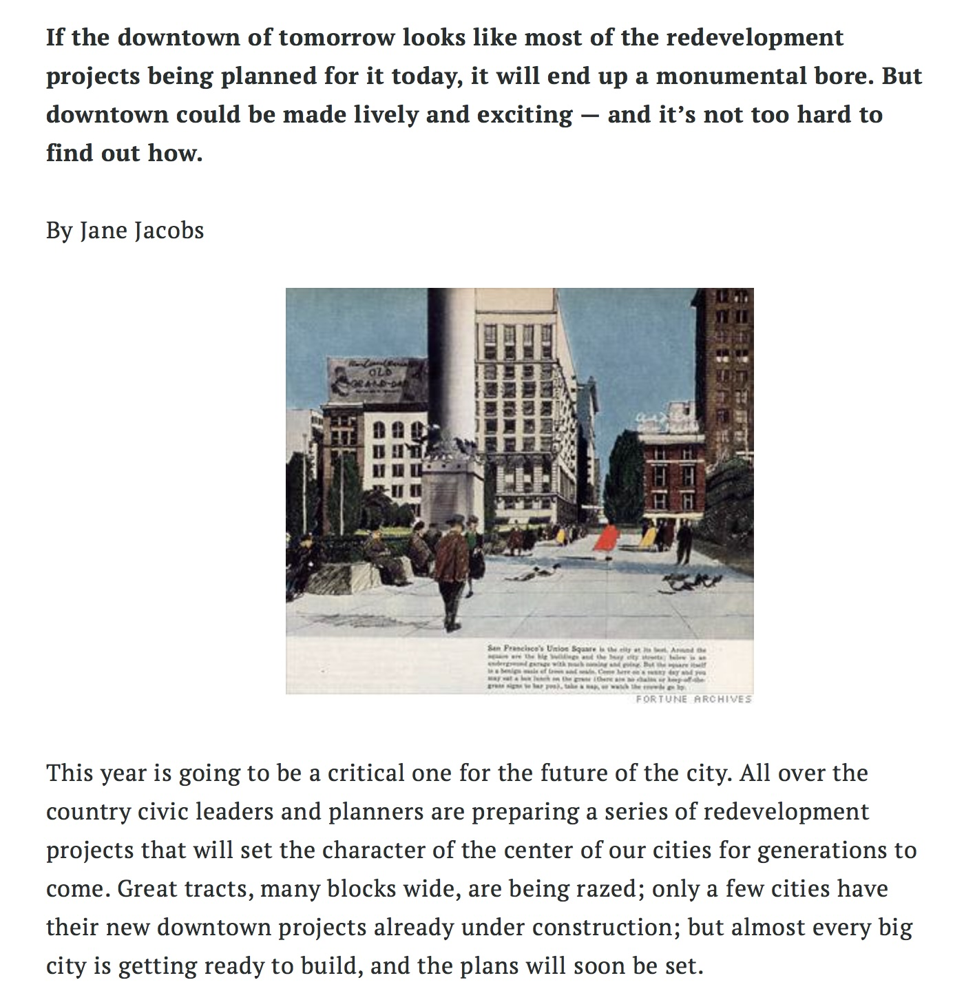 If the downtown of tomorrow looks like most of the redevelopment
projects being planned for it today, it will end up a monumental bore. But
downtown could be made lively and exciting — and it’s not too hard to
find out how.
By Jane Jacobs
OLD
GRAND-DAD
San Francisco's Union Square is the city at its best. Around the
square are the big buildings and the busy city streets; below is an
underground garage with much coming and going. But the square itself
is a benign oasis of trees and seats. Come here on a sunny day and you
may eat a box lunch on the grass (there are no chains or keep-off-the-
grass signs to bar you), take a nap, or watch the crowds go by.
FORTUNE ARCHIVES
This year is going to be a critical one for the future of the city. All over the
country civic leaders and planners are preparing a series of redevelopment
projects that will set the character of the center of our cities for generations to
come. Great tracts, many blocks wide, are being razed; only a few cities have
their new downtown projects already under construction; but almost every big
city is getting ready to build, and the plans will soon be set.